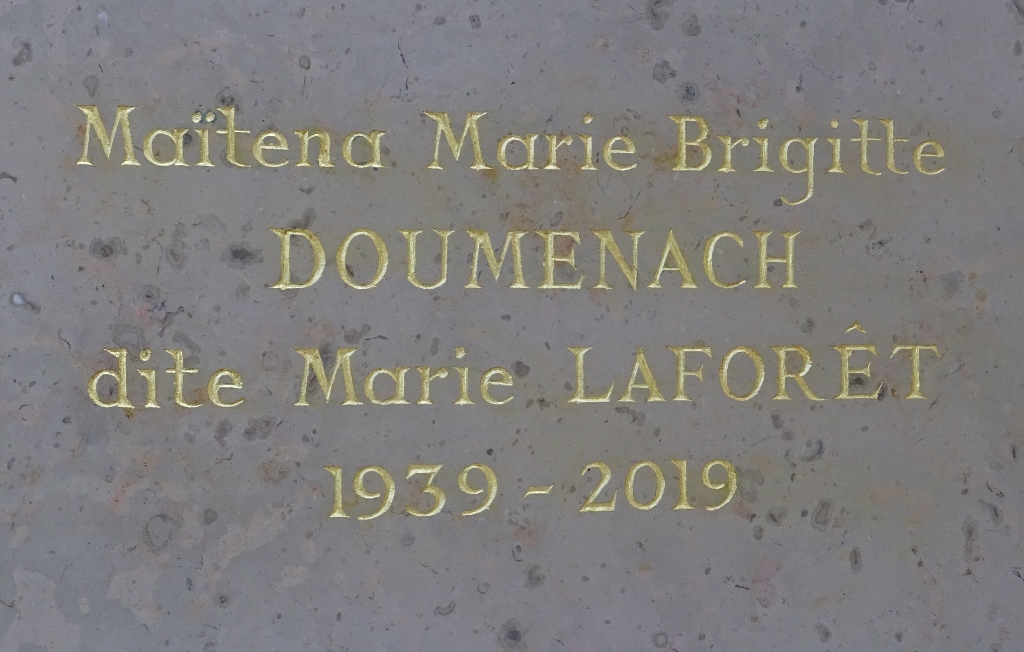 Maïtena Marie Brigitte
DOUMENACH
dite Marie LAFORÊT
1939 - 2019